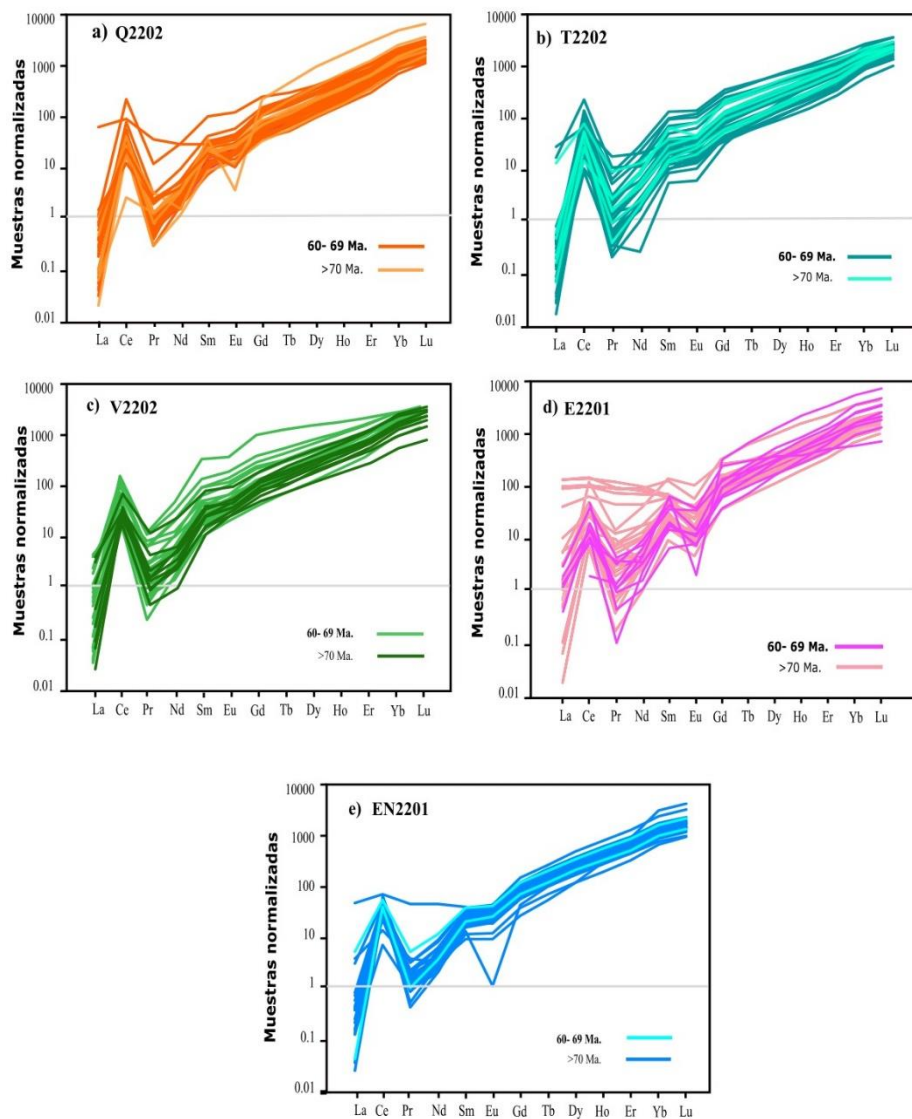 a) Q2202
Muestras normalizadas
10000
1000
100
10
1
0.1
0.01
60- 69 Ma.
>70 Ma.
La Ce Pr Nd Sm Eu Gd Tb Dy Ho Er Yb Lu
b) T2202
Muestras normalizadas
10000
1000
100
10
1
0.1
0.01
60- 69 Ma.
>70 Ma.
La Ce Pr Nd Sm Eu Gd Tb Dy Ho Er Yb Lu
c) V2202
Muestras normalizadas
10000
1000
100
10
1
0.1
0.01
60- 69 Ma.
>70 Ma.
La Ce Pr Nd Sm Eu Gd Tb Dy Ho Er Yb Lu
d) E2201
Muestras normalizadas
10000
1000
100
10
1
0.1
0.01
60- 69 Ma.
>70 Ma.
La Ce Pr Nd Sm Eu Gd Tb Dy Ho Er Yb Lu
e) EN2201
Muestras normalizadas
10000
1000
100
10
1
0.1
0.01
60- 69 Ma.
>70 Ma.
La Ce Pr Nd Sm Eu Gd Tb Dy Ho Er Yb Lu